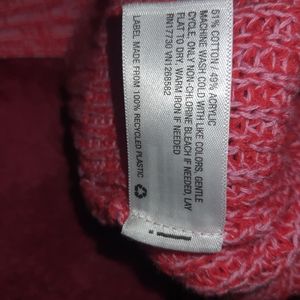 51% COTTON / 49% ACRYLIC
MACHINE WASH COLD WITH LIKE COLORS, GENTLE
CYCLE, ONLY NON-CHLORINE BLEACH IF NEEDED, LAY
FLAT TO DRY. WARM IRON IF NEEDED
RN17730 VN1268582
LABEL MADE FROM 100% RECYCLED PLASTIC